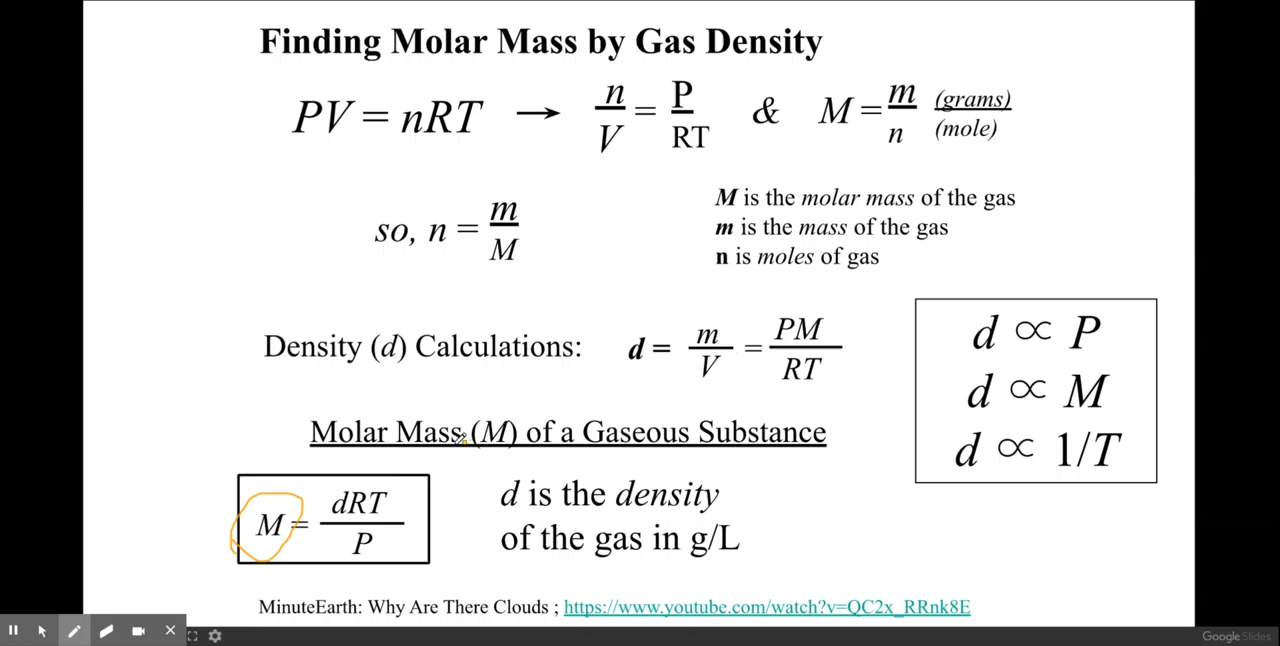 Finding Molar Mass by Gas Density
PV = nRT → n/V = P/RT & M = m/n (grams)/(mole)
so, n = m/M
M is the molar mass of the gas
m is the mass of the gas
n is moles of gas
Density (d) Calculations: d = m/V = PM/RT
d ∝ P
d ∝ M
d ∝ 1/T
Molar Mass (M) of a Gaseous Substance
M = dRT/P
d is the density
of the gas in g/L
MinuteEarth: Why Are There Clouds ; https://www.youtube.com/watch?v=QC2x_RRnk8E
Google Slides